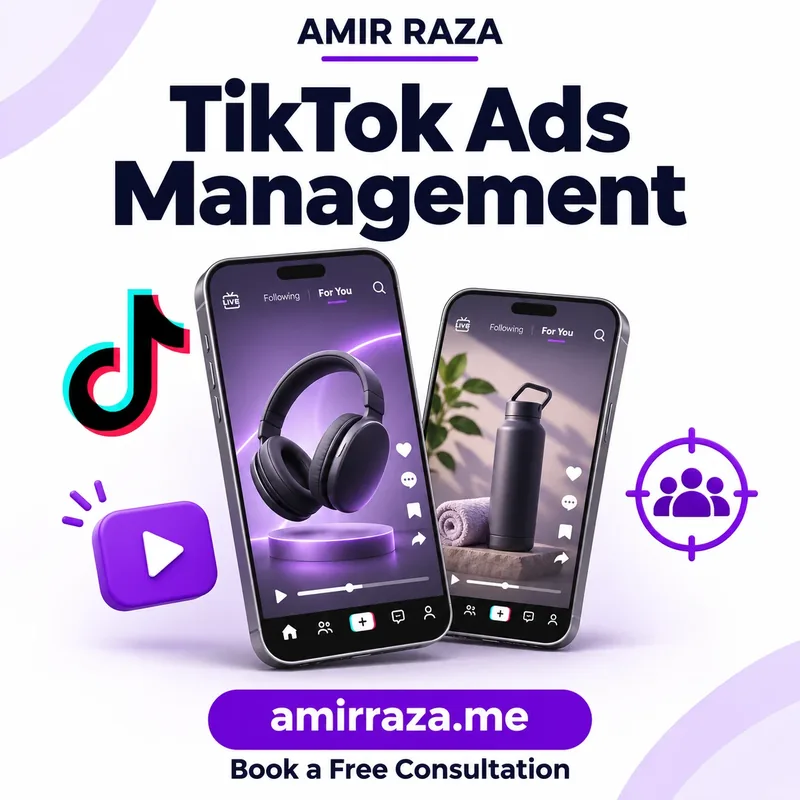 AMIR RAZA
TikTok Ads
Management
LIVE
Following
For You
LIVE
Following
For You
amirraza.me
Book a Free Consultation